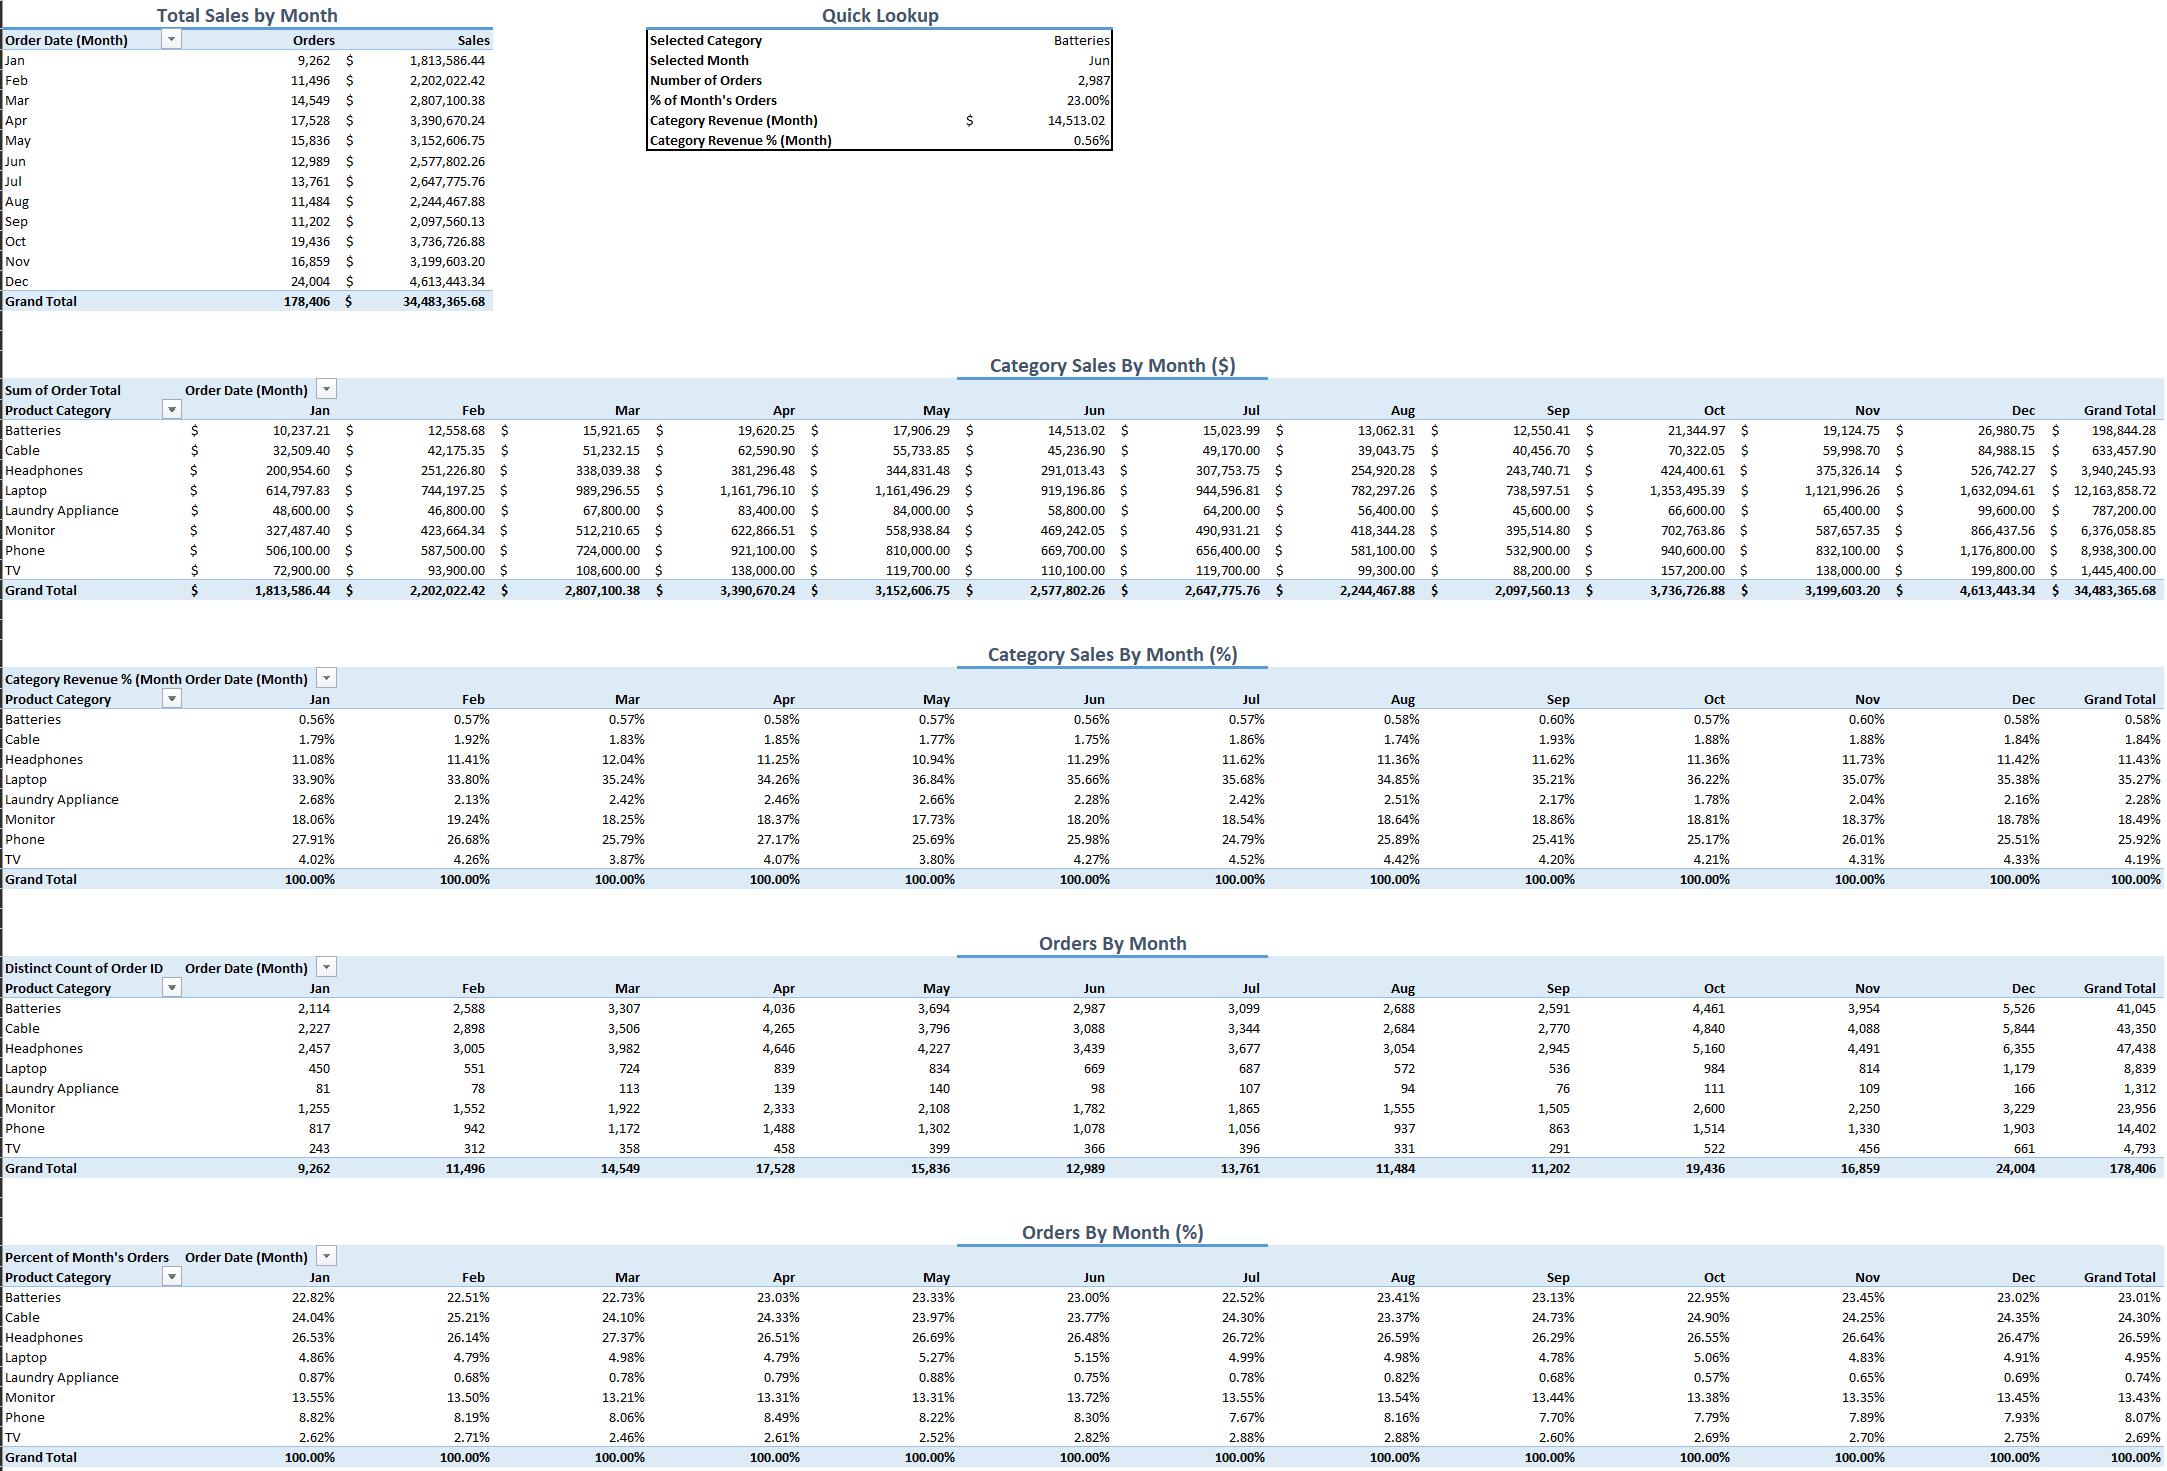 Total Sales by Month Quick Lookup
Order Date (Month) Orders Sales Selected Category Batteries
Jan 9,262 $ 1,813,586.44 Selected Month Jun
Feb 11,496 $ 2,202,022.42 Number of Orders 2,987
Mar 14,549 $ 2,807,100.38 % of Month's Orders 23.00%
Apr 17,528 $ 3,390,670.24 Category Revenue (Month) $ 14,513.02
May 15,836 $ 3,152,606.75 Category Revenue % (Month) 0.56%
Jun 12,989 $ 2,577,802.26
Jul 13,761 $ 2,647,775.76
Aug 11,484 $ 2,244,467.88
Sep 11,202 $ 2,097,560.13
Oct 19,436 $ 3,736,726.88
Nov 16,859 $ 3,199,603.20
Dec 24,004 $ 4,613,443.34
Grand Total 178,406 $ 34,483,365.68
Category Sales By Month ($)
Sum of Order Total Order Date (Month)
Product Category Jan Feb Mar Apr May Jun Jul Aug Sep Oct Nov Dec Grand Total
Batteries $ 10,237.21 $ 12,558.68 $ 15,921.65 $ 19,620.25 $ 17,906.29 $ 14,513.02 $ 15,023.99 $ 13,062.31 $ 12,550.41 $ 21,344.97 $ 19,124.75 $ 26,980.75 $ 198,844.28
Cable $ 32,509.40 $ 42,175.35 $ 51,232.15 $ 62,590.90 $ 55,733.85 $ 45,236.90 $ 49,170.00 $ 39,043.75 $ 40,456.70 $ 70,322.05 $ 59,998.70 $ 84,988.15 $ 633,457.90
Headphones $ 200,954.60 $ 251,226.80 $ 338,039.38 $ 381,296.48 $ 344,831.48 $ 291,013.43 $ 307,753.75 $ 254,920.28 $ 243,740.71 $ 424,400.61 $ 375,326.14 $ 526,742.27 $ 3,940,245.93
Laptop $ 614,797.83 $ 744,197.25 $ 989,296.55 $ 1,161,796.10 $ 1,161,496.29 $ 919,196.86 $ 944,596.81 $ 782,297.26 $ 738,597.51 $ 1,353,495.39 $ 1,121,996.26 $ 1,632,094.61 $ 12,163,858.72
Laundry Appliance $ 48,600.00 $ 46,800.00 $ 67,800.00 $ 83,400.00 $ 84,000.00 $ 58,800.00 $ 64,200.00 $ 56,400.00 $ 45,600.00 $ 66,600.00 $ 65,400.00 $ 99,600.00 $ 787,200.00
Monitor $ 327,487.40 $ 423,664.34 $ 512,210.65 $ 622,866.51 $ 558,938.84 $ 469,242.05 $ 490,931.21 $ 418,344.28 $ 395,514.80 $ 702,763.86 $ 587,657.35 $ 866,437.56 $ 6,376,058.85
Phone $ 506,100.00 $ 587,500.00 $ 724,000.00 $ 921,100.00 $ 810,000.00 $ 669,700.00 $ 656,400.00 $ 581,100.00 $ 532,900.00 $ 940,600.00 $ 832,100.00 $ 1,176,800.00 $ 8,938,300.00
TV $ 72,900.00 $ 93,900.00 $ 108,600.00 $ 138,000.00 $ 119,700.00 $ 110,100.00 $ 119,700.00 $ 99,300.00 $ 88,200.00 $ 157,200.00 $ 138,000.00 $ 199,800.00 $ 1,445,400.00
Grand Total $ 1,813,586.44 $ 2,202,022.42 $ 2,807,100.38 $ 3,390,670.24 $ 3,152,606.75 $ 2,577,802.26 $ 2,647,775.76 $ 2,244,467.88 $ 2,097,560.13 $ 3,736,726.88 $ 3,199,603.20 $ 4,613,443.34 $ 34,483,365.68
Category Sales By Month (%)
Category Revenue % (Month Order Date (Month)
Product Category Jan Feb Mar Apr May Jun Jul Aug Sep Oct Nov Dec Grand Total
Batteries 0.56% 0.57% 0.57% 0.58% 0.57% 0.56% 0.57% 0.58% 0.60% 0.57% 0.60% 0.58% 0.58%
Cable 1.79% 1.92% 1.83% 1.85% 1.77% 1.75% 1.86% 1.74% 1.93% 1.88% 1.88% 1.84% 1.84%
Headphones 11.08% 11.41% 12.04% 11.25% 10.94% 11.29% 11.62% 11.36% 11.62% 11.36% 11.73% 11.42% 11.43%
Laptop 33.90% 33.80% 35.24% 34.26% 36.84% 35.66% 35.68% 34.85% 35.21% 36.22% 35.07% 35.38% 35.27%
Laundry Appliance 2.68% 2.13% 2.42% 2.46% 2.66% 2.28% 2.42% 2.51% 2.17% 1.78% 2.04% 2.16% 2.28%
Monitor 18.06% 19.24% 18.25% 18.37% 17.73% 18.20% 18.54% 18.64% 18.86% 18.81% 18.37% 18.78% 18.49%
Phone 27.91% 26.68% 25.79% 27.17% 25.69% 25.98% 24.79% 25.89% 25.41% 25.17% 26.01% 25.51% 25.92%
TV 4.02% 4.26% 3.87% 4.07% 3.80% 4.27% 4.52% 4.42% 4.20% 4.21% 4.31% 4.33% 4.19%
Grand Total 100.00% 100.00% 100.00% 100.00% 100.00% 100.00% 100.00% 100.00% 100.00% 100.00% 100.00% 100.00% 100.00%
Orders By Month
Distinct Count of Order ID Order Date (Month)
Product Category Jan Feb Mar Apr May Jun Jul Aug Sep Oct Nov Dec Grand Total
Batteries 2,114 2,588 3,307 4,036 3,694 2,987 3,099 2,688 2,591 4,461 3,954 5,526 41,045
Cable 2,227 2,898 3,506 4,265 3,796 3,088 3,344 2,684 2,770 4,840 4,088 5,844 43,350
Headphones 2,457 3,005 3,982 4,646 4,227 3,439 3,677 3,054 2,945 5,160 4,491 6,355 47,438
Laptop 450 551 724 839 834 669 687 572 536 984 814 1,179 8,839
Laundry Appliance 81 78 113 139 140 98 107 94 76 111 109 166 1,312
Monitor 1,255 1,552 1,922 2,333 2,108 1,782 1,865 1,555 1,505 2,600 2,250 3,229 23,956
Phone 817 942 1,172 1,488 1,302 1,078 1,056 937 863 1,514 1,330 1,903 14,402
TV 243 312 358 458 399 366 396 331 291 522 456 661 4,793
Grand Total 9,262 11,496 14,549 17,528 15,836 12,989 13,761 11,484 11,202 19,436 16,859 24,004 178,406
Orders By Month (%)
Percent of Month's Orders Order Date (Month)
Product Category Jan Feb Mar Apr May Jun Jul Aug Sep Oct Nov Dec Grand Total
Batteries 22.82% 22.51% 22.73% 23.03% 23.33% 23.00% 22.52% 23.41% 23.13% 22.95% 23.45% 23.02% 23.01%
Cable 24.04% 25.21% 24.10% 24.33% 23.97% 23.77% 24.30% 23.37% 24.73% 24.90% 24.25% 24.35% 24.30%
Headphones 26.53% 26.14% 27.37% 26.51% 26.69% 26.48% 26.72% 26.59% 26.29% 26.55% 26.64% 26.47% 26.59%
Laptop 4.86% 4.79% 4.98% 4.79% 5.27% 5.15% 4.99% 4.98% 4.78% 5.06% 4.83% 4.91% 4.95%
Laundry Appliance 0.87% 0.68% 0.78% 0.79% 0.88% 0.75% 0.78% 0.82% 0.68% 0.57% 0.65% 0.69% 0.74%
Monitor 13.55% 13.50% 13.21% 13.31% 13.31% 13.72% 13.55% 13.54% 13.44% 13.38% 13.35% 13.45% 13.43%
Phone 8.82% 8.19% 8.06% 8.49% 8.22% 8.30% 7.67% 8.16% 7.70% 7.79% 7.89% 7.93% 8.07%
TV 2.62% 2.71% 2.46% 2.61% 2.52% 2.82% 2.88% 2.88% 2.60% 2.69% 2.70% 2.75% 2.69%
Grand Total 100.00% 100.00% 100.00% 100.00% 100.00% 100.00% 100.00% 100.00% 100.00% 100.00% 100.00% 100.00% 100.00%